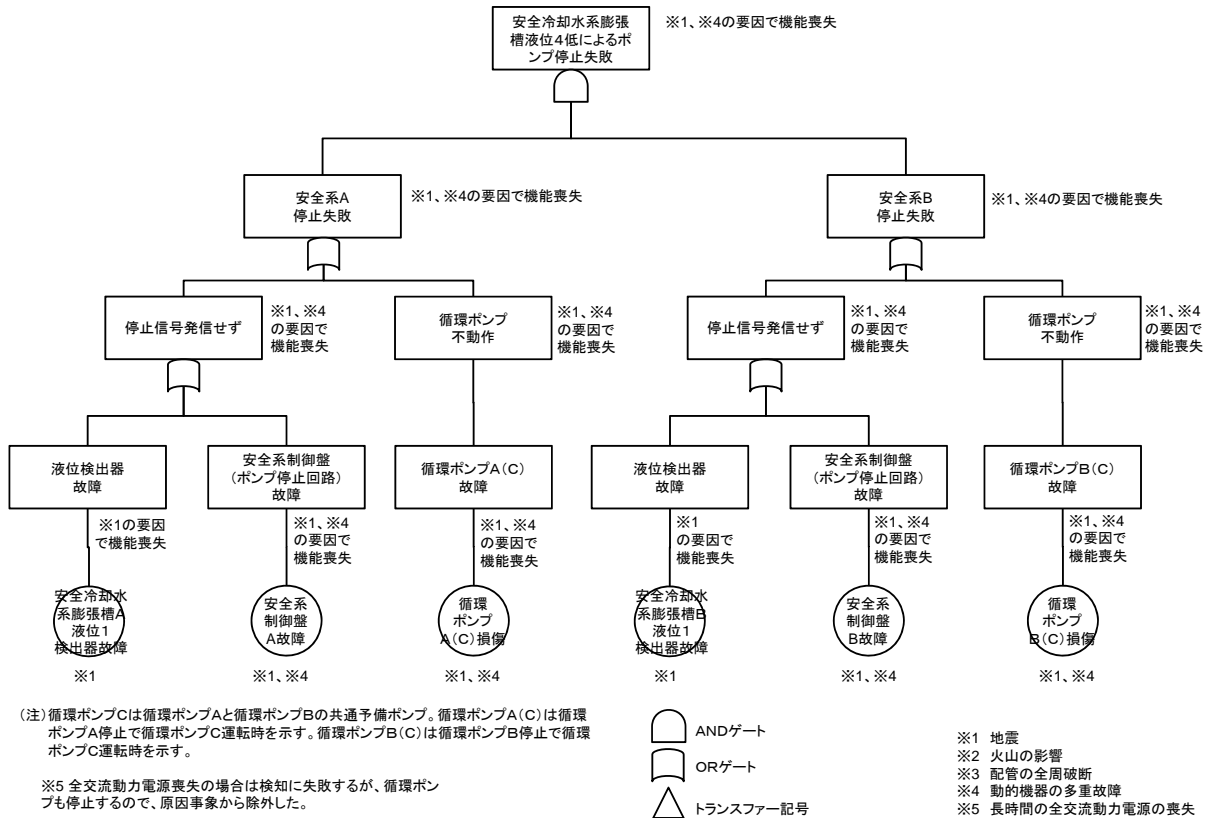 安全冷却水系膨張
槽液位4低によるポ
ンプ停止失敗
※1、※4の要因で機能喪失
安全系A
停止失敗
※1、※4の要因で機能喪失
安全系B
停止失敗
※1、※4の要因で機能喪失
停止信号発信せず
※1、※4
の要因で
機能喪失
循環ポンプ
不動作
※1、※4
の要因で
機能喪失
停止信号発信せず
※1、※4
の要因で
機能喪失
循環ポンプ
不動作
※1、※4
の要因で
機能喪失
液位検出器
故障
安全系制御盤
(ポンプ停止回路)
故障
循環ポンプA(C)
故障
液位検出器
故障
安全系制御盤
(ポンプ停止回路)
故障
循環ポンプB(C)
故障
※1の要因
で機能喪失
※1、※4
の要因で
機能喪失
※1、※4
の要因で
機能喪失
※1
の要因で
機能喪失
※1、※4
の要因で
機能喪失
※1、※4
の要因で
機能喪失
安全冷却水
系膨張槽A
液位1
検出器故障
安全系
制御盤
A故障
循環
ポンプ
A(C)損傷
安全冷却水
系膨張槽B
液位1
検出器故障
安全系
制御盤
B故障
循環
ポンプ
B(C)損傷
※1
※1、※4
※1、※4
※1
※1、※4
※1、※4
(注)循環ポンプCは循環ポンプAと循環ポンプBの共通予備ポンプ。循環ポンプA(C)は循環
ポンプA停止で循環ポンプC運転時を示す。循環ポンプB(C)は循環ポンプB停止で循環
ポンプC運転時を示す。
※5 全交流動力電源喪失の場合は検知に失敗するが、循環ポン
プも停止するので、原因事象から除外した。
ANDゲート
ORゲート
トランスファー記号
※1 地震
※2 火山の影響
※3 配管の全周破断
※4 動的機器の多重故障
※5 長時間の全交流動力電源の喪失